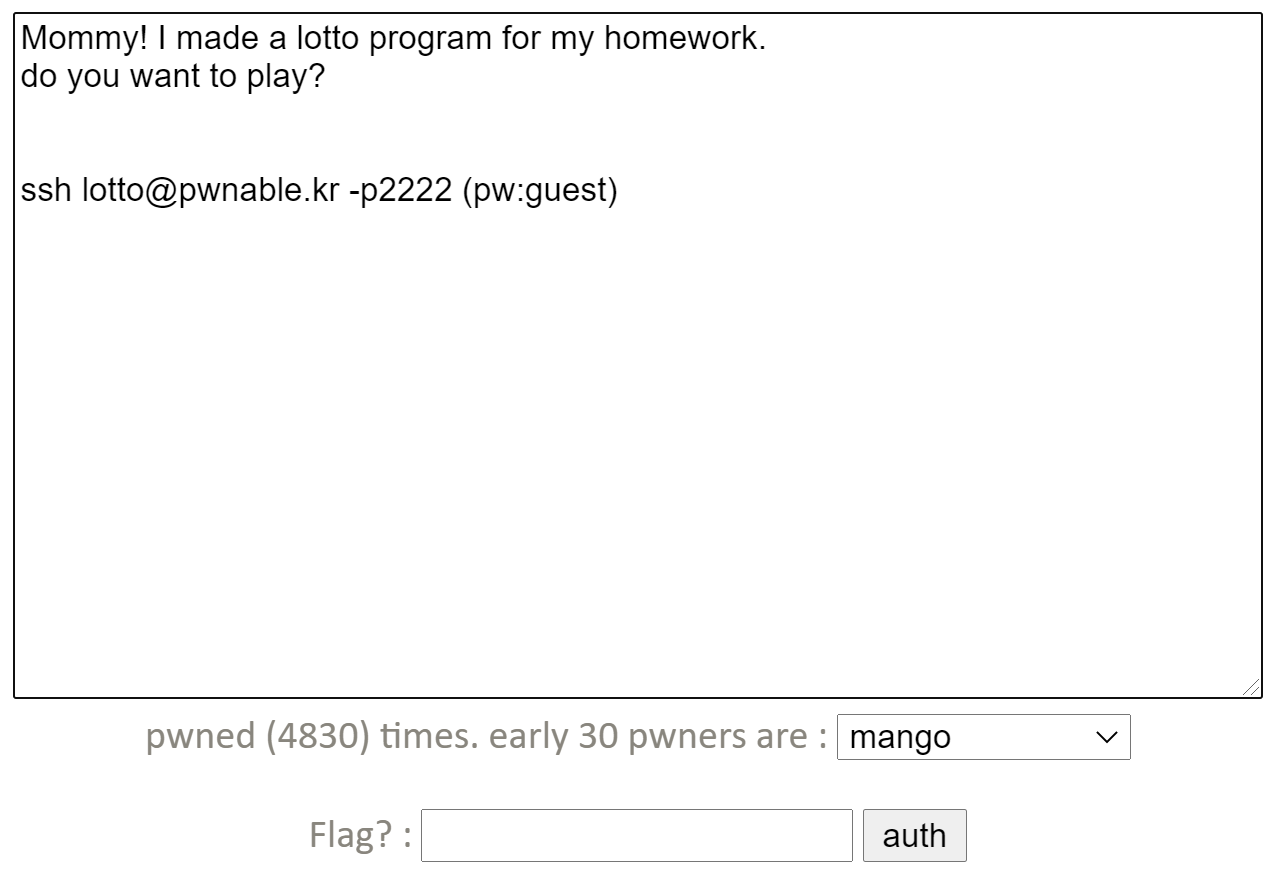 Mommy! I made a lotto program for my homework.
do you want to play?
ssh lotto@pwnable.kr -p2222 (pw:guest)
pwned (4830) times. early 30 pwners are : mango
Flag? : auth